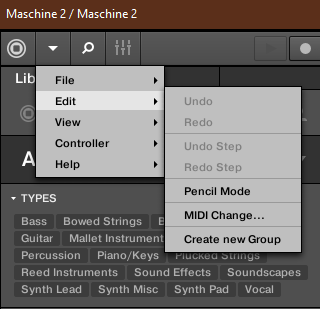 Maschine 2 / Maschine 2
File
Edit
View
Controller
Help
Undo
Redo
Undo Step
Redo Step
Pencil Mode
MIDI Change...
Create new Group
TYPES
Bass Bowed Strings
Guitar Mallet Instrument
Percussion Piano/Keys Plucked Strings
Reed Instruments Sound Effects Soundscapes
Synth Lead Synth Misc Synth Pad Vocal